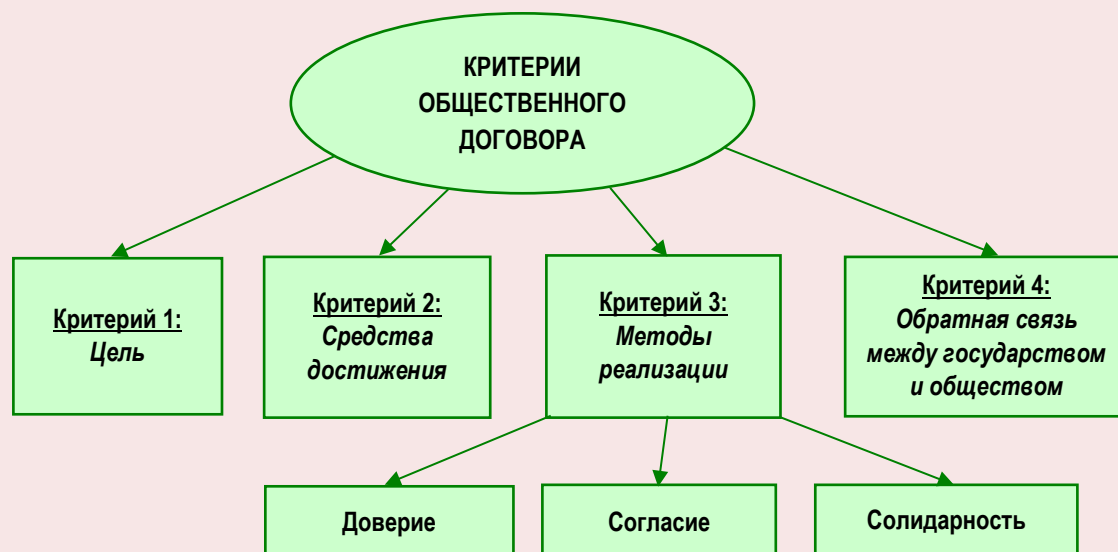 КРИТЕРИИ
ОБЩЕСТВЕННОГО
ДОГОВОРА
Критерий 1:
Цель
Критерий 2:
Средства
достижения
Критерий 3:
Методы
реализации
Критерий 4:
Обратная связь
между государством
и обществом
Доверие
Согласие
Солидарность